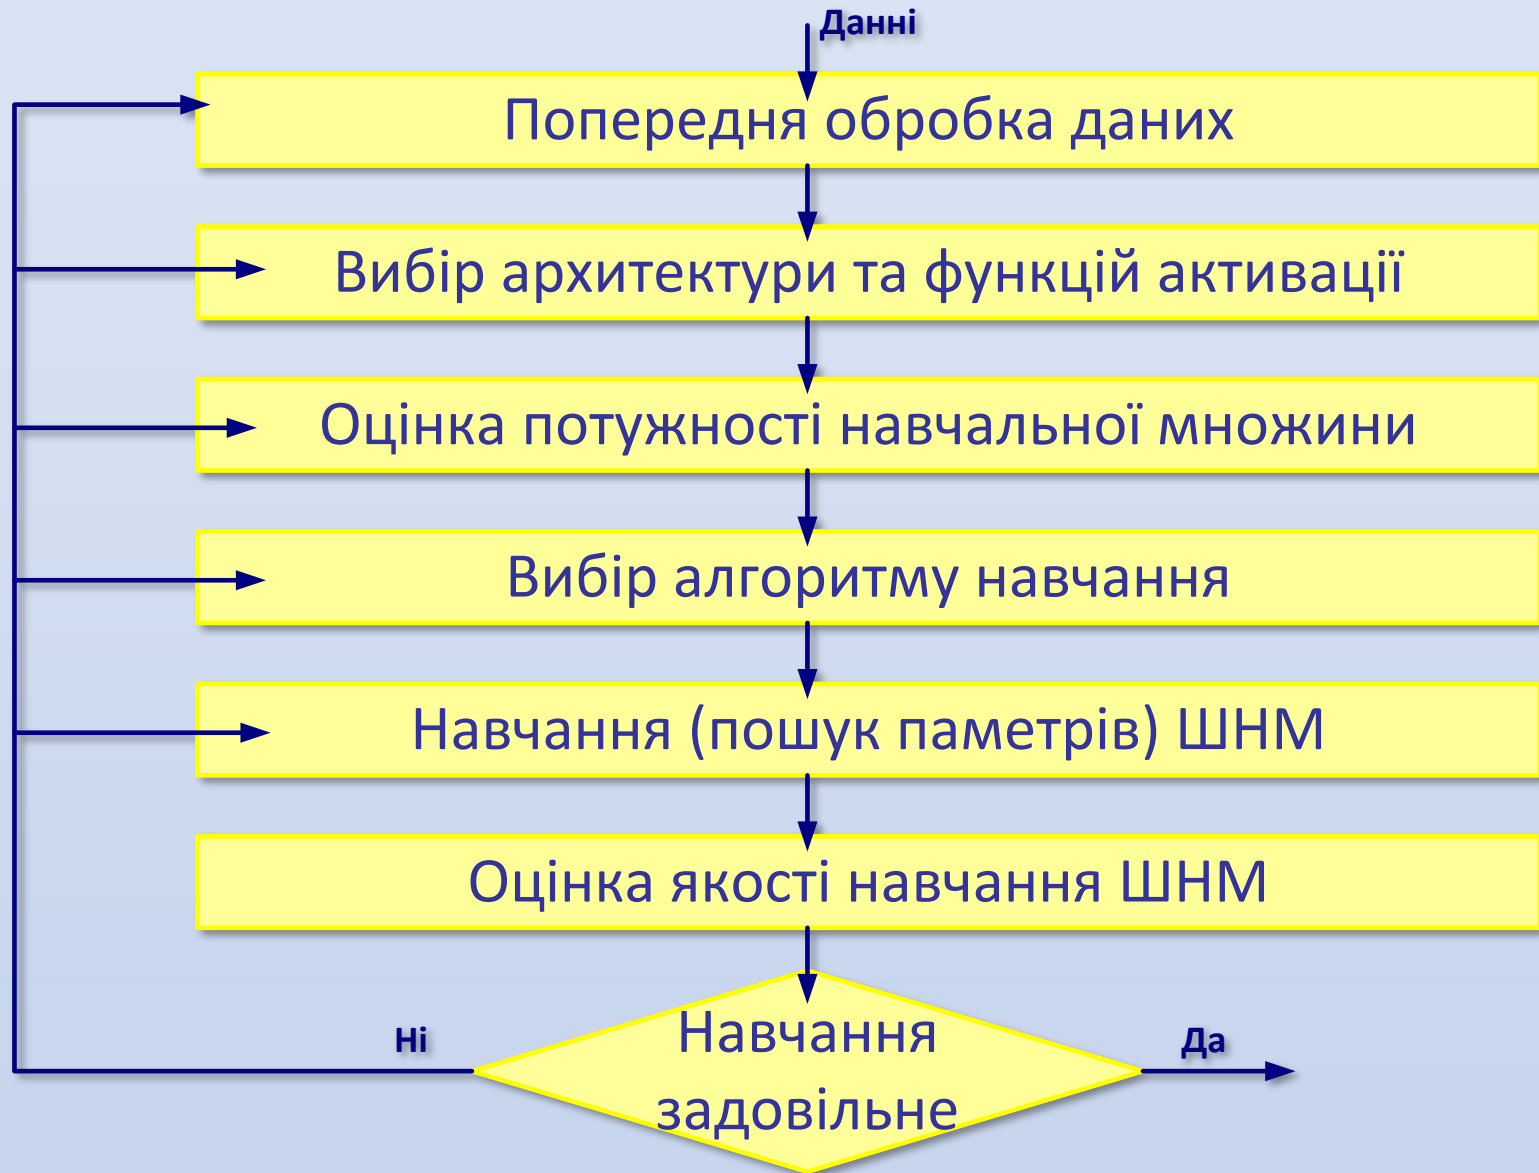 Данні
Попередня обробка даних
Вибір архитектури та функцій активації
Оцінка потужності навчальної множини
Вибір алгоритму навчання
Навчання (пошук паметрів) ШНМ
Оцінка якості навчання ШНМ
Навчання
задовільне
Ні
Да